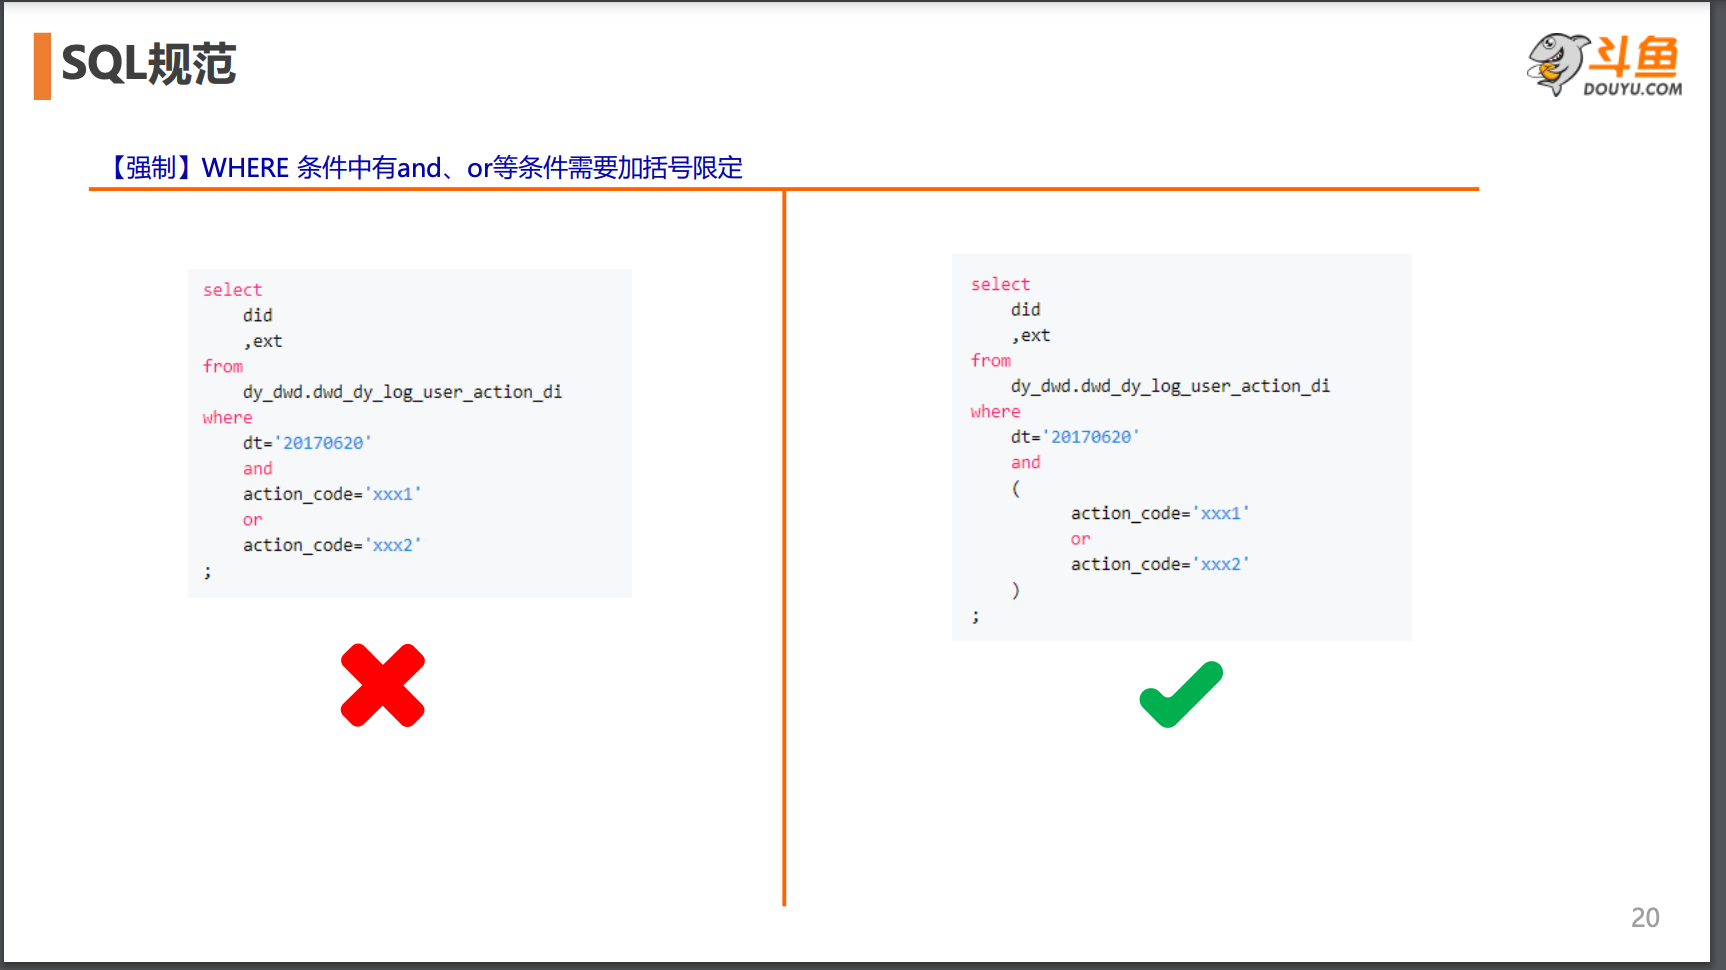 SQL规范
斗鱼
DOUYU.COM
【强制】WHERE 条件中有and、or等条件需要加括号限定
select
did
,ext
from
dy_dwd.dwd_dy_log_user_action_di
where
dt='20170620'
and
action_code='xxx1'
or
action_code='xxx2'
;
select
did
,ext
from
dy_dwd.dwd_dy_log_user_action_di
where
dt='20170620'
and
(
action_code='xxx1'
or
action_code='xxx2'
)
;
20